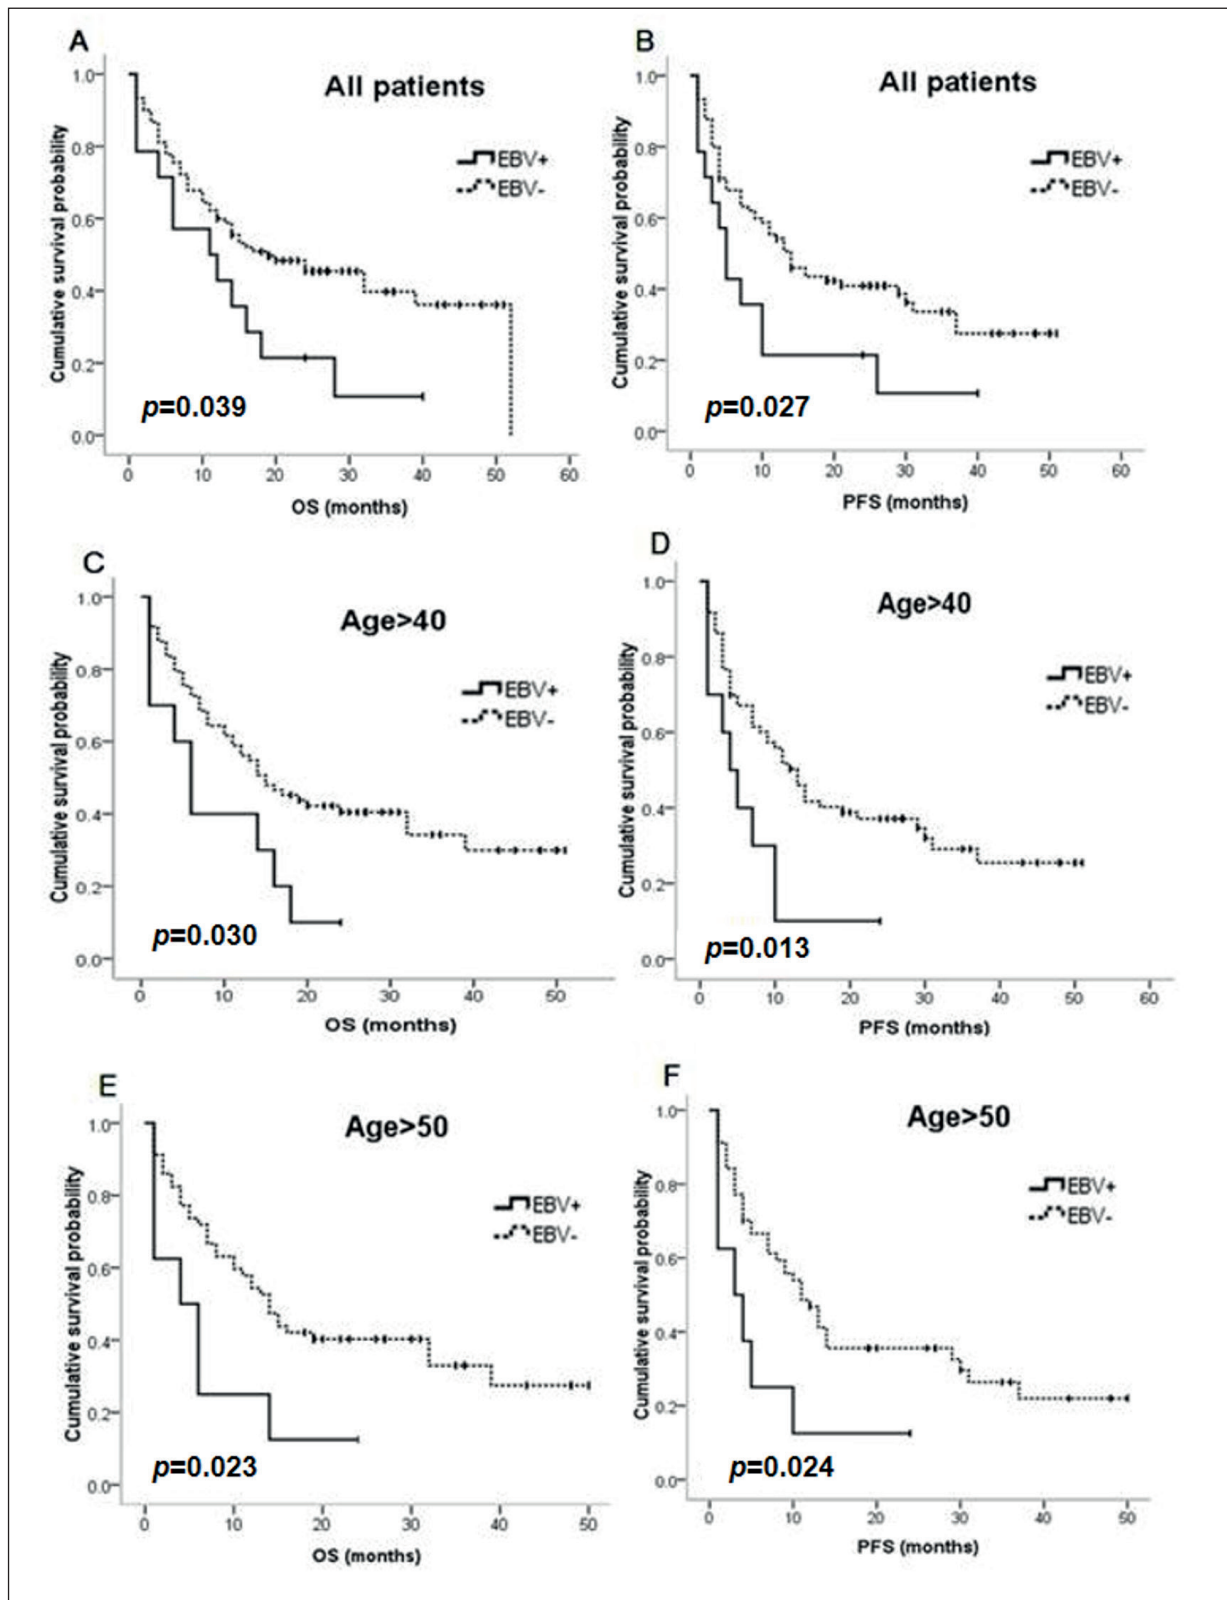 A
All patients
Cumulative survival probability
1.0
0.8
0.6
0.4
0.2
0.0
EBV+
EBV-
p=0.039
0 10 20 30 40 50 60
OS (months)
B
All patients
Cumulative survival probability
1.0
0.8
0.6
0.4
0.2
0.0
EBV+
EBV-
p=0.027
0 10 20 30 40 50 60
PFS (months)
C
Age>40
Cumulative survival probability
1.0
0.8
0.6
0.4
0.2
0.0
EBV+
EBV-
p=0.030
0 10 20 30 40 50
OS (months)
D
Age>40
Cumulative survival probability
1.0
0.8
0.6
0.4
0.2
0.0
EBV+
EBV-
p=0.013
0 10 20 30 40 50 60
PFS (months)
E
Age>50
Cumulative survival probability
1.0
0.8
0.6
0.4
0.2
0.0
EBV+
EBV-
p=0.023
0 10 20 30 40 50
OS (months)
F
Age>50
Cumulative survival probability
1.0
0.8
0.6
0.4
0.2
0.0
EBV+
EBV-
p=0.024
0 10 20 30 40 50
PFS (months)